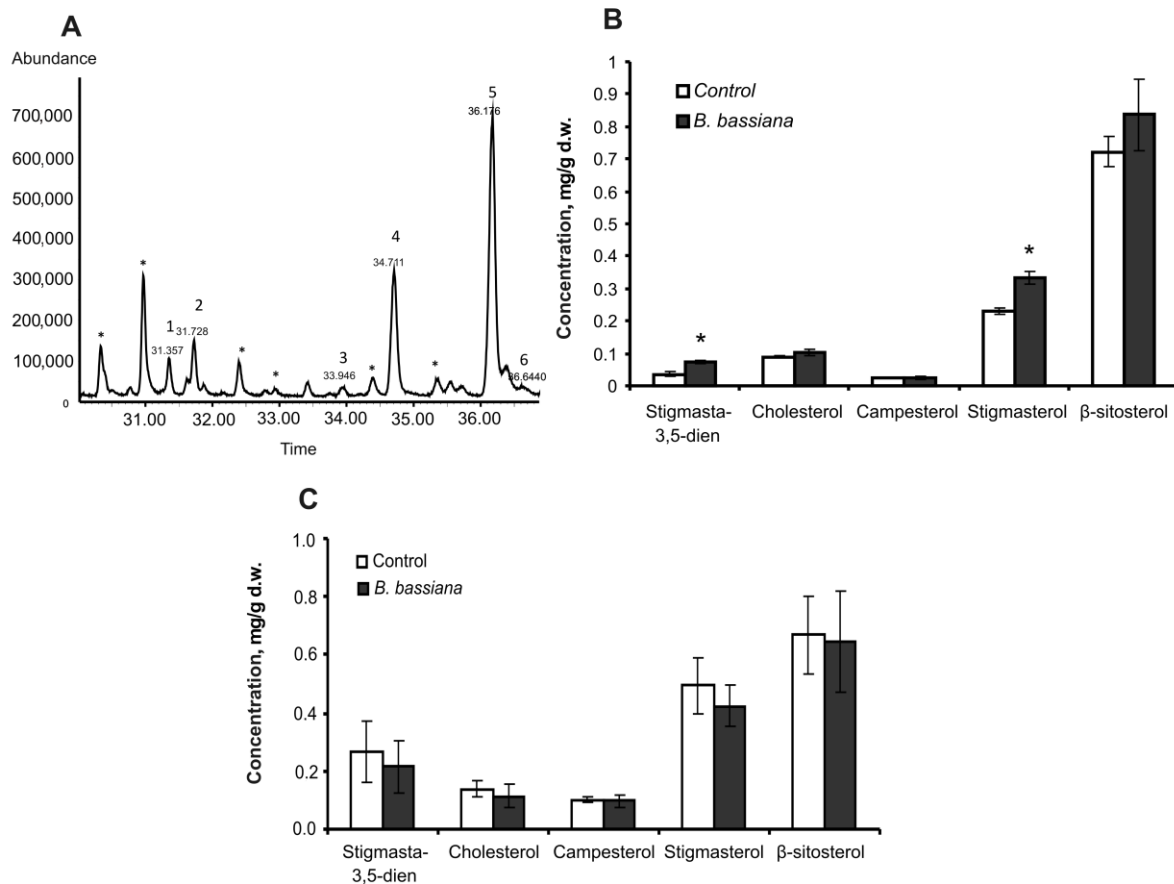 A
Abundance
700,000
600,000
500,000
400,000
300,000
200,000
100,000
0
*
*
1
31.357
2
31.728
*
*
3
33.946
*
4
34.711
*
5
36.176
6
36.6440
31.00 32.00 33.00 34.00 35.00 36.00
Time
B
Concentration, mg/g d.w.
1
0.9
0.8
0.7
0.6
0.5
0.4
0.3
0.2
0.1
0
Control
B. bassiana
*
*
Stigmasta-
3,5-dien
Cholesterol
Campesterol
Stigmasterol
β-sitosterol
C
Concentration, mg/g d.w.
1.0
0.8
0.6
0.4
0.2
0.0
Control
B. bassiana
Stigmasta-
3,5-dien
Cholesterol
Campesterol
Stigmasterol
β-sitosterol